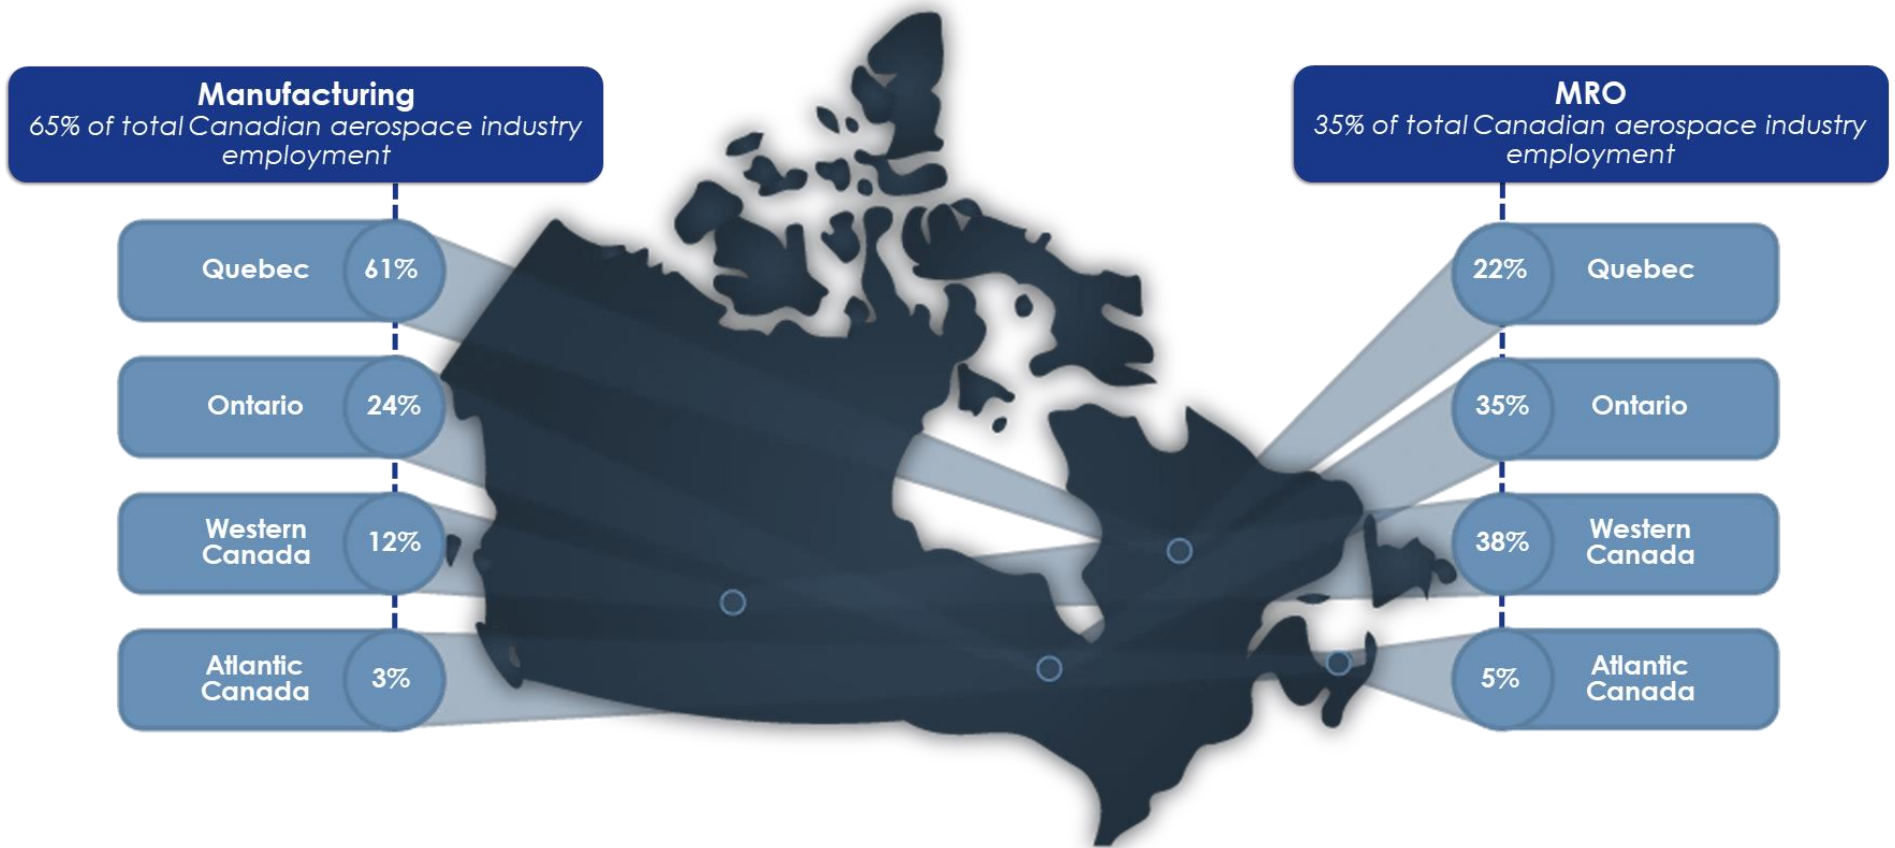 Manufacturing
65% of total Canadian aerospace industry
employment
Quebec 61%
Ontario 24%
Western
Canada
12%
Atlantic
Canada
3%
MRO
35% of total Canadian aerospace industry
employment
22% Quebec
35% Ontario
38%
Western
Canada
5%
Atlantic
Canada